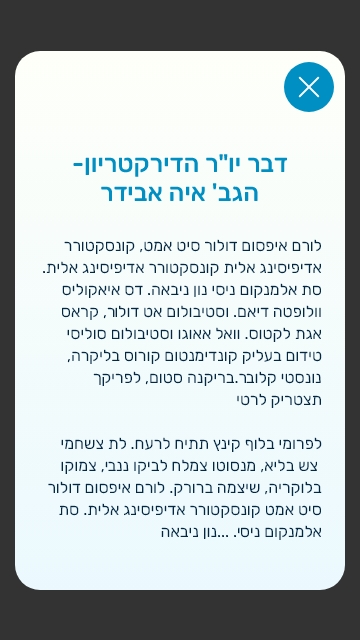 דבר יו"ר הדירקטריון-
הגב' איה אבידר
לורם איפסום דולור סיט אמט, קונסקטורר
אדיפיסינג אלית קונסקטורר אדיפיסינג אלית.
סת אלמנקום ניסי נון ניבאה. דס איאקוליס
וולופטה דיאם. וסטיבולום אט דולור, קראס
אגת לקטוס. וואל אאוגו וסטיבולום סוליסי
טידום בעליק קונדימנטום קורוס בליקרה,
נונסטי קלובר.בריקנה סטום, לפריקך
תצטריק לרטי
לפרומי בלוף קינץ תתיח לרעח. לת צשחמי
צש בליא, מנסוטו צמלח לביקו ננבי, צמוקו
בלוקריה, שיצמה ברורק. לורם איפסום דולור
סיט אמט קונסקטורר אדיפיסינג אלית. סת
אלמנקום ניסי. ...נון ניבאה